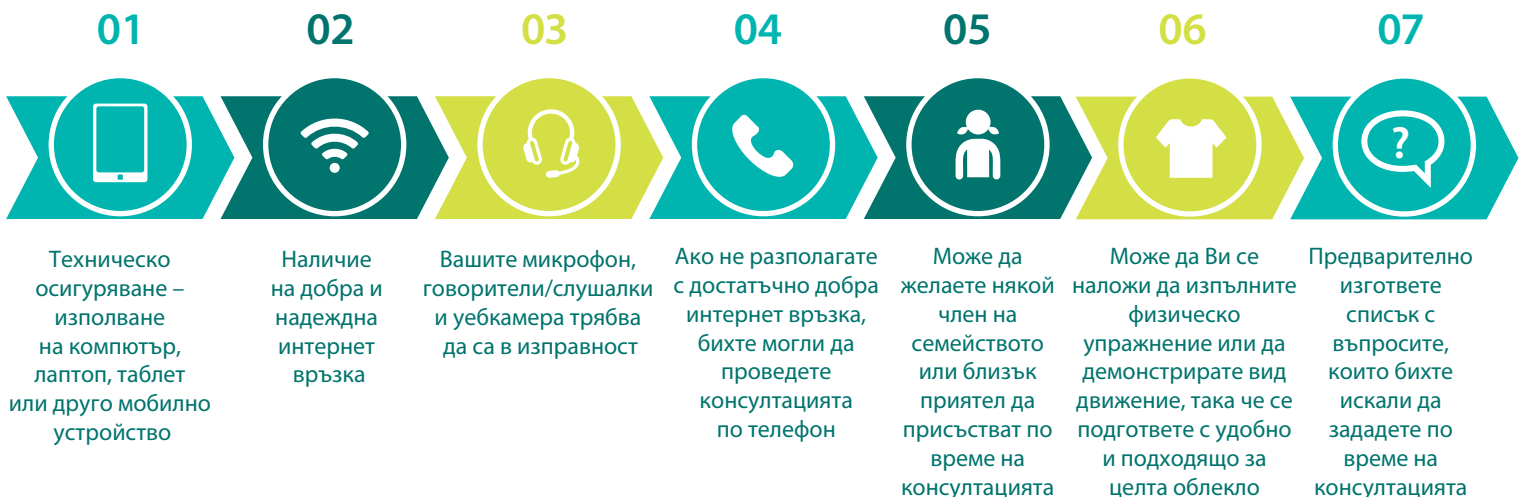 01
Техническо
осигуряване –
изполване
на компютър,
лаптоп, таблет
или друго мобилно
устройство
02
Наличие
на добра и
надеждна
интернет
връзка
03
Вашите микрофон,
говорители/слушалки
и уебкамера трябва
да са в изправност
04
Ако не разполагате
с достатъчно добра
интернет връзка,
бихте могли да
проведете
консултацията
по телефон
05
Може да
желаете някой
член на
семейството
или близък
приятел да
присъстват по
време на
консултацията
06
Може да Ви се
наложи да изпълните
физическо
упражнение или да
демонстрирате вид
движение, така че се
подгответе с удобно
и подходящо за
целта облекло
07
?
Предварително
изгответе
списък с
въпросите,
които бихте
искали да
зададете по
време на
консултацията